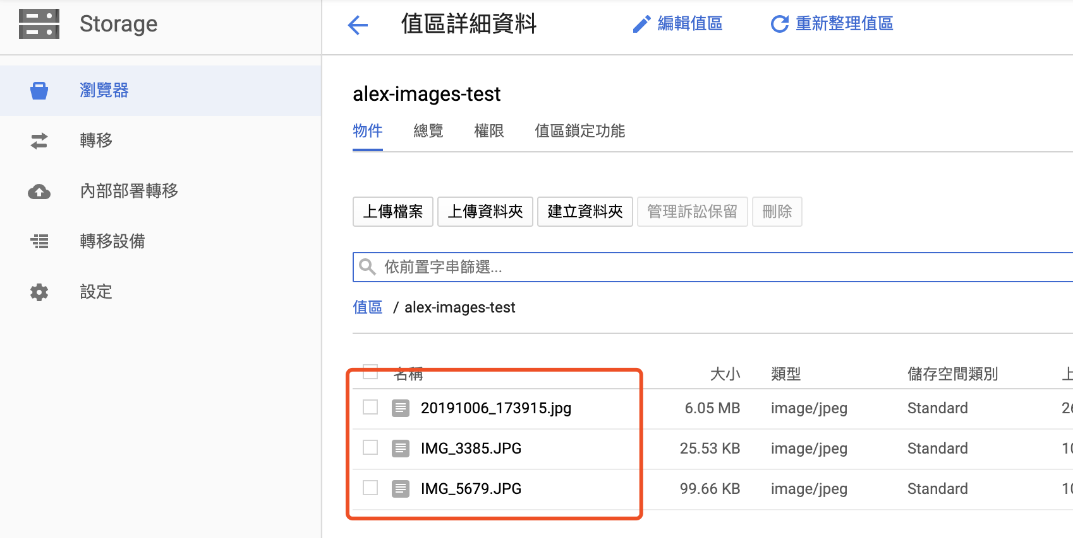 Storage
值區詳細資料
編輯值區
重新整理值區
瀏覽器
轉移
內部部署轉移
轉移設備
設定
alex-images-test
物件 總覽 權限 值區鎖定功能
上傳檔案 上傳資料夾 建立資料夾 管理訴訟保留 刪除
依前置字串篩選...
值區 / alex-images-test
名稱 大小 類型 儲存空間類別 上
20191006_173915.jpg 6.05 MB image/jpeg Standard
IMG_3385.JPG 25.53 KB image/jpeg Standard 10
IMG_5679.JPG 99.66 KB image/jpeg Standard 10